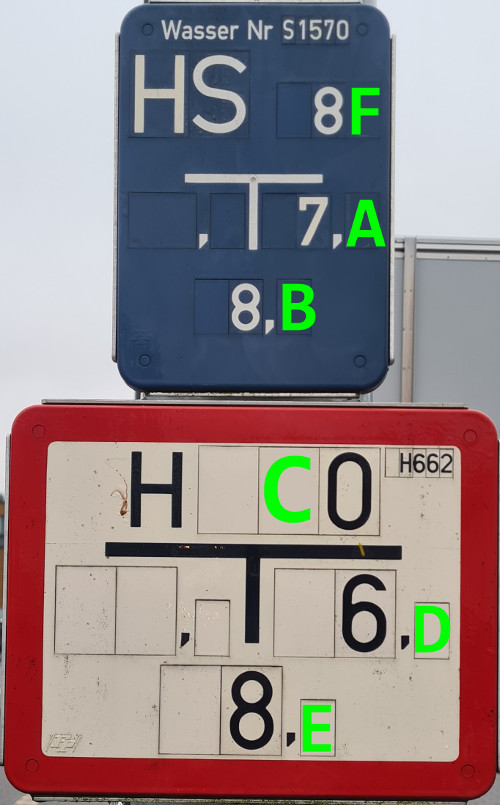 Wasser Nr S1570
HS 8F
, 7,A
8,B
H C0 H662
, 6,D
8,E